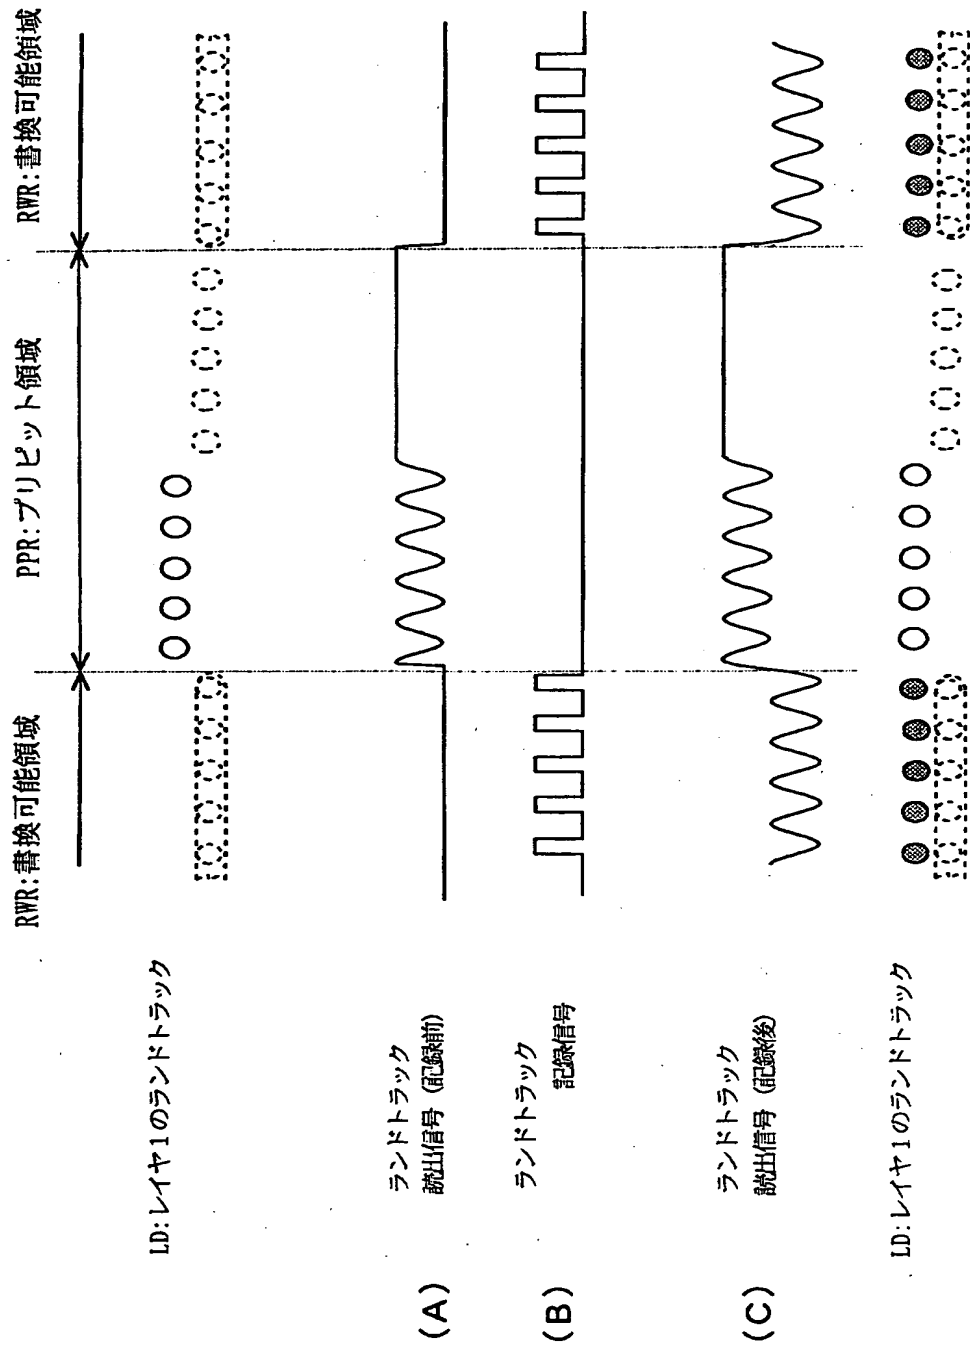 RWR:書換可能領域
PPR:プリピット領域
RWR:書換可能領域
LD:レイヤ1のランドトラック
(A)
ランドトラック
読出信号 (記録前)
(B)
ランドトラック
記録信号
(C)
ランドトラック
読出信号 (記録後)
LD:レイヤ1のランドトラック